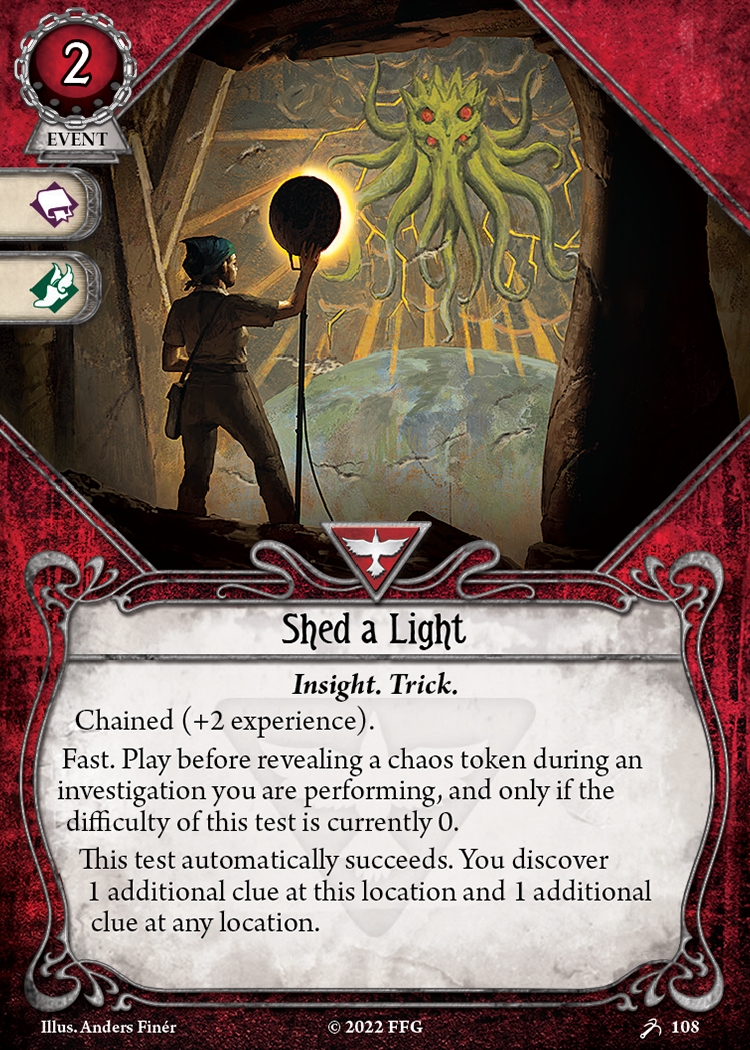 2
EVENT
Shed a Light
Insight. Trick.
Chained (+2 experience).
Fast. Play before revealing a chaos token during an
investigation you are performing, and only if the
difficulty of this test is currently 0.
This test automatically succeeds. You discover
1 additional clue at this location and 1 additional
clue at any location.
Illus. Anders Finér
© 2022 FFG
108